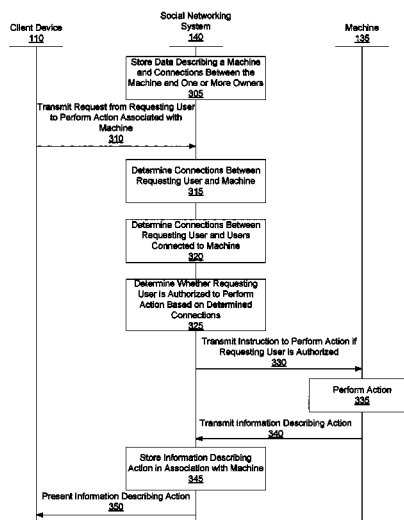 Client Device
110
Social Networking
System
140
Machine
135
Store Data Describing a Machine
and Connections Between the
Machine and One or More Owners
305
Transmit Request from Requesting User
to Perform Action Associated with
Machine
310
Determine Connections Between
Requesting User and Machine
315
Determine Connections Between
Requesting User and Users
Connected to Machine
320
Determine Whether Requesting
User is Authorized to Perform
Action Based on Determined
Connections
325
Transmit Instruction to Perform Action if
Requesting User is Authorized
330
Perform Action
335
Transmit Information Describing Action
340
Store Information Describing
Action in Association with Machine
345
Present Information Describing Action
350